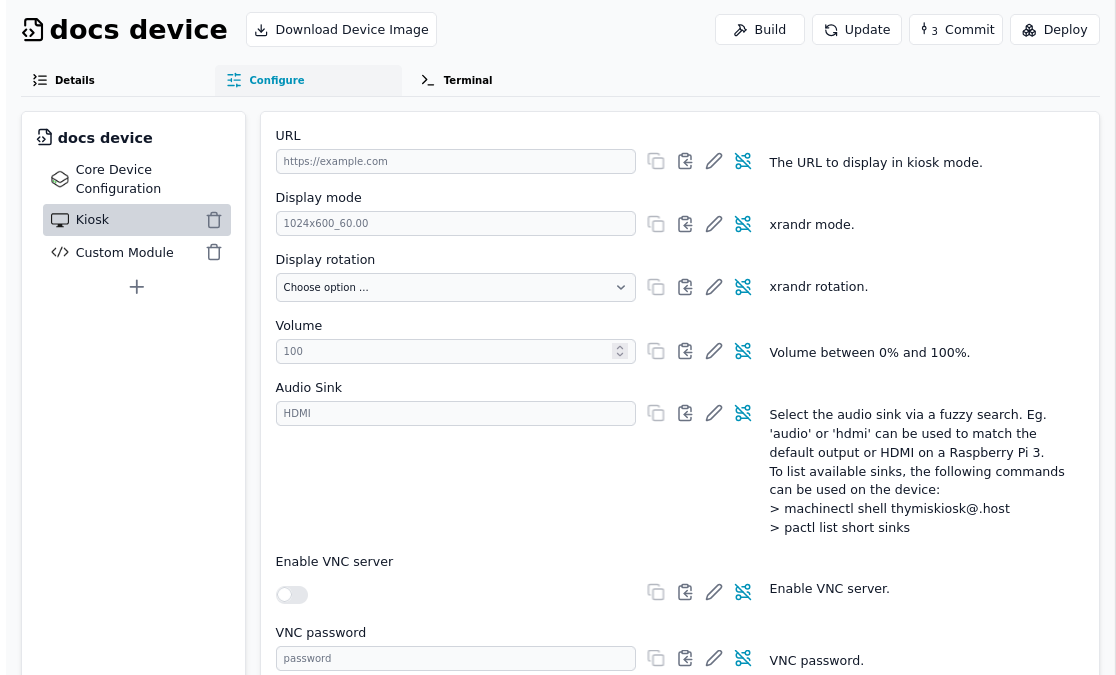 docs device
Download Device Image
Build
Update
3 Commit
Deploy
Details
Configure
Terminal
docs device
Core Device
Configuration
Kiosk
Custom Module
URL
https://example.com
The URL to display in kiosk mode.
Display mode
1024x600_60.00
xrandr mode.
Display rotation
Choose option ...
xrandr rotation.
Volume
100
Volume between 0% and 100%.
Audio Sink
HDMI
Select the audio sink via a fuzzy search. Eg.
'audio' or 'hdmi' can be used to match the
default output or HDMI on a Raspberry Pi 3.
To list available sinks, the following commands
can be used on the device:
> machinectl shell thymiskiosk@.host
> pactl list short sinks
Enable VNC server
Enable VNC server.
VNC password
password
VNC password.